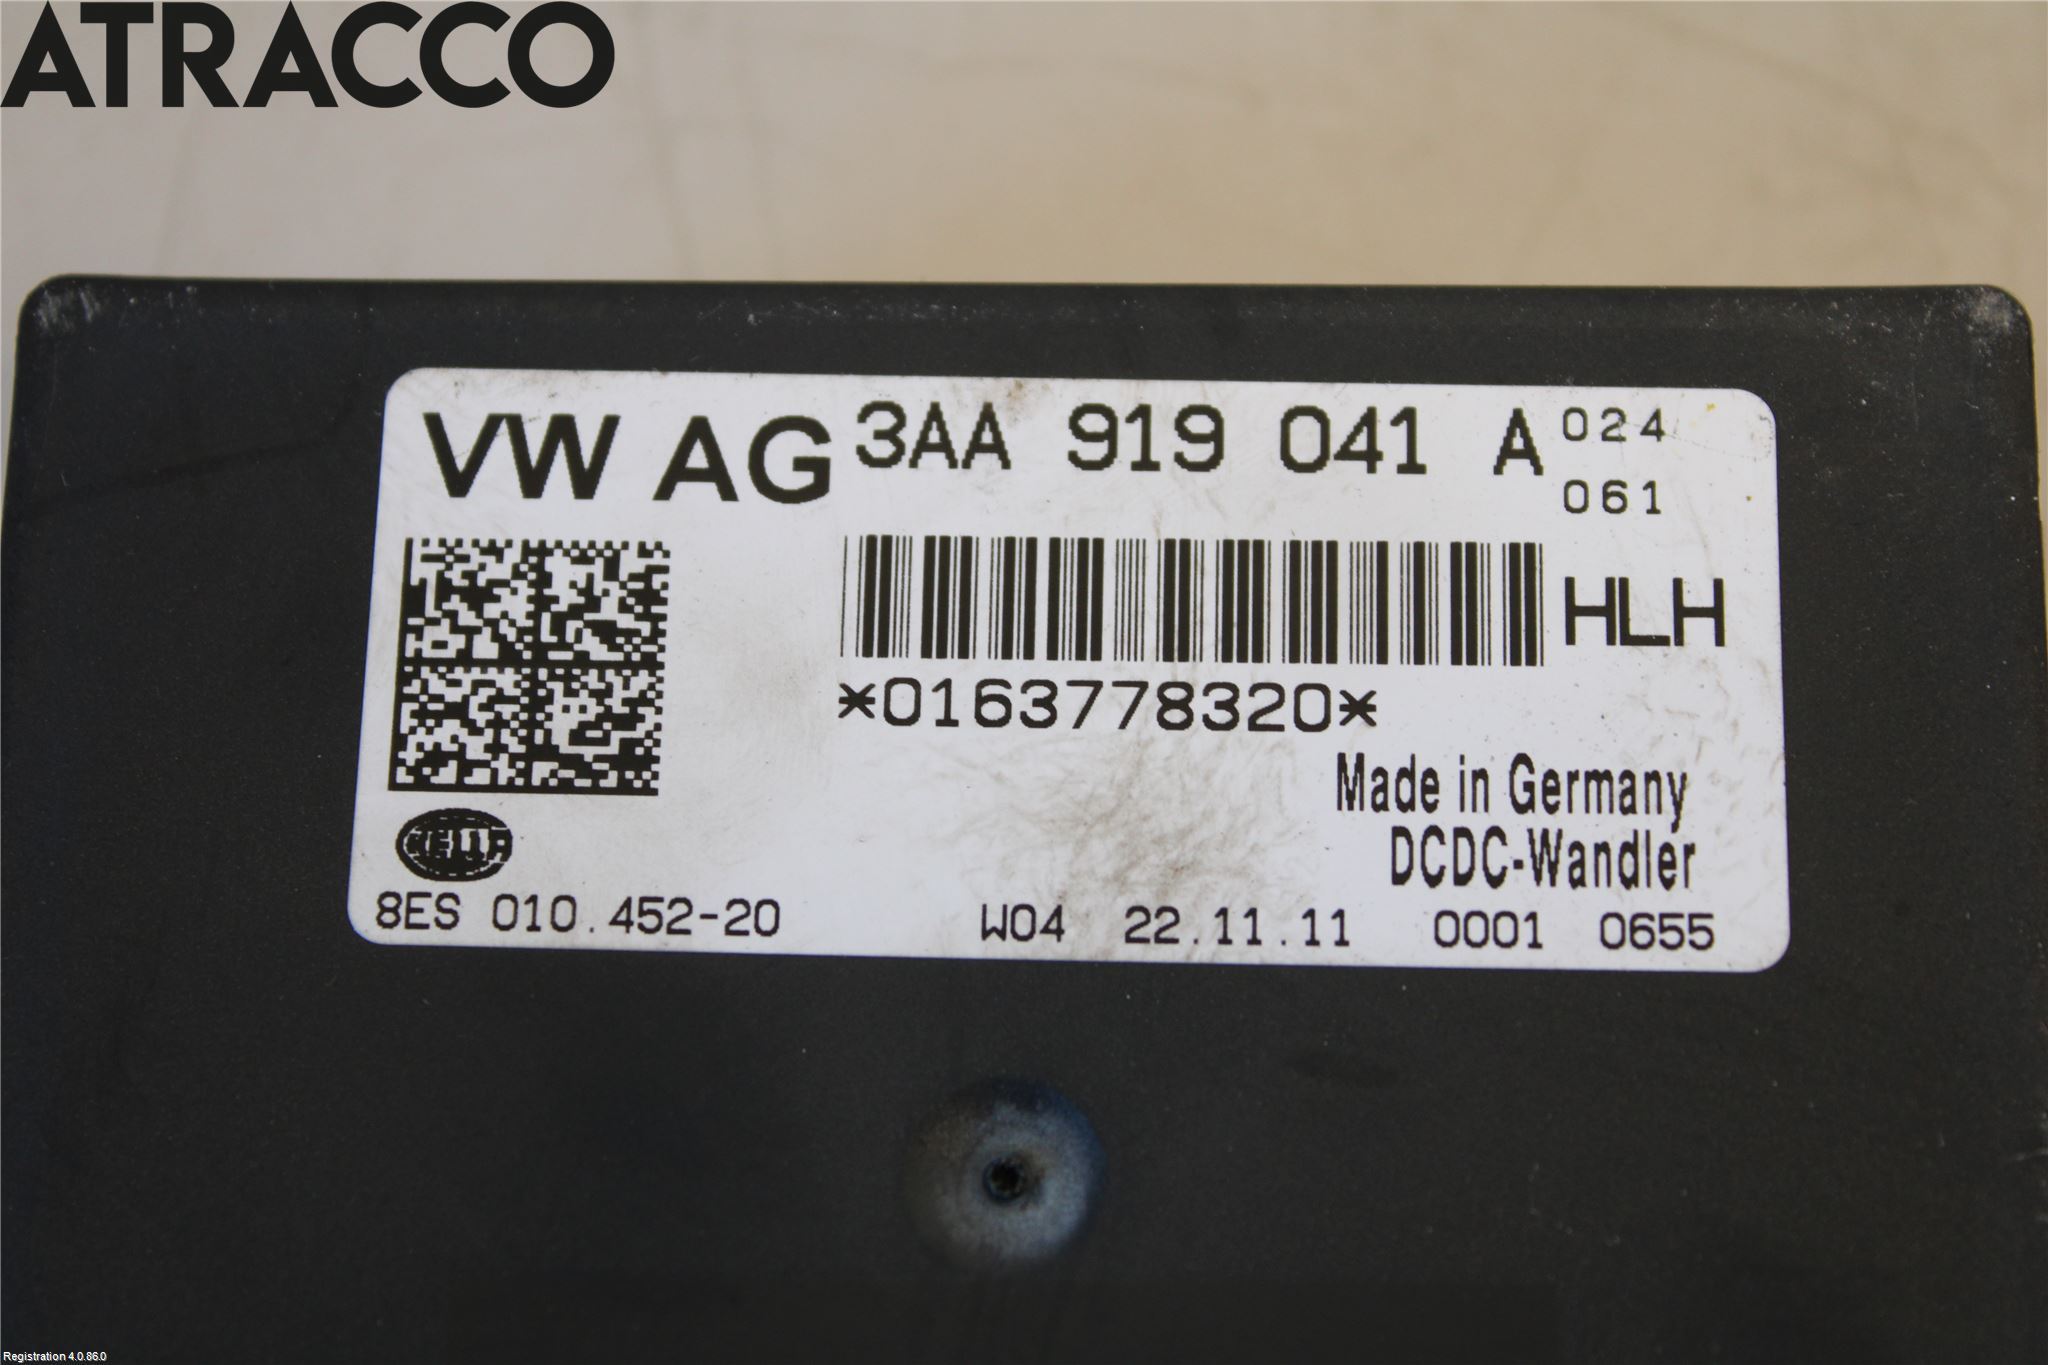 ATRACCO
VW AG 3AA 919 041 A 024
061
HLH
*0163778320*
Made in Germany
DCDC-Wandler
HELLA
8ES 010.452-20 W04 22.11.11 0001 0655
Registration 4.0.86.0